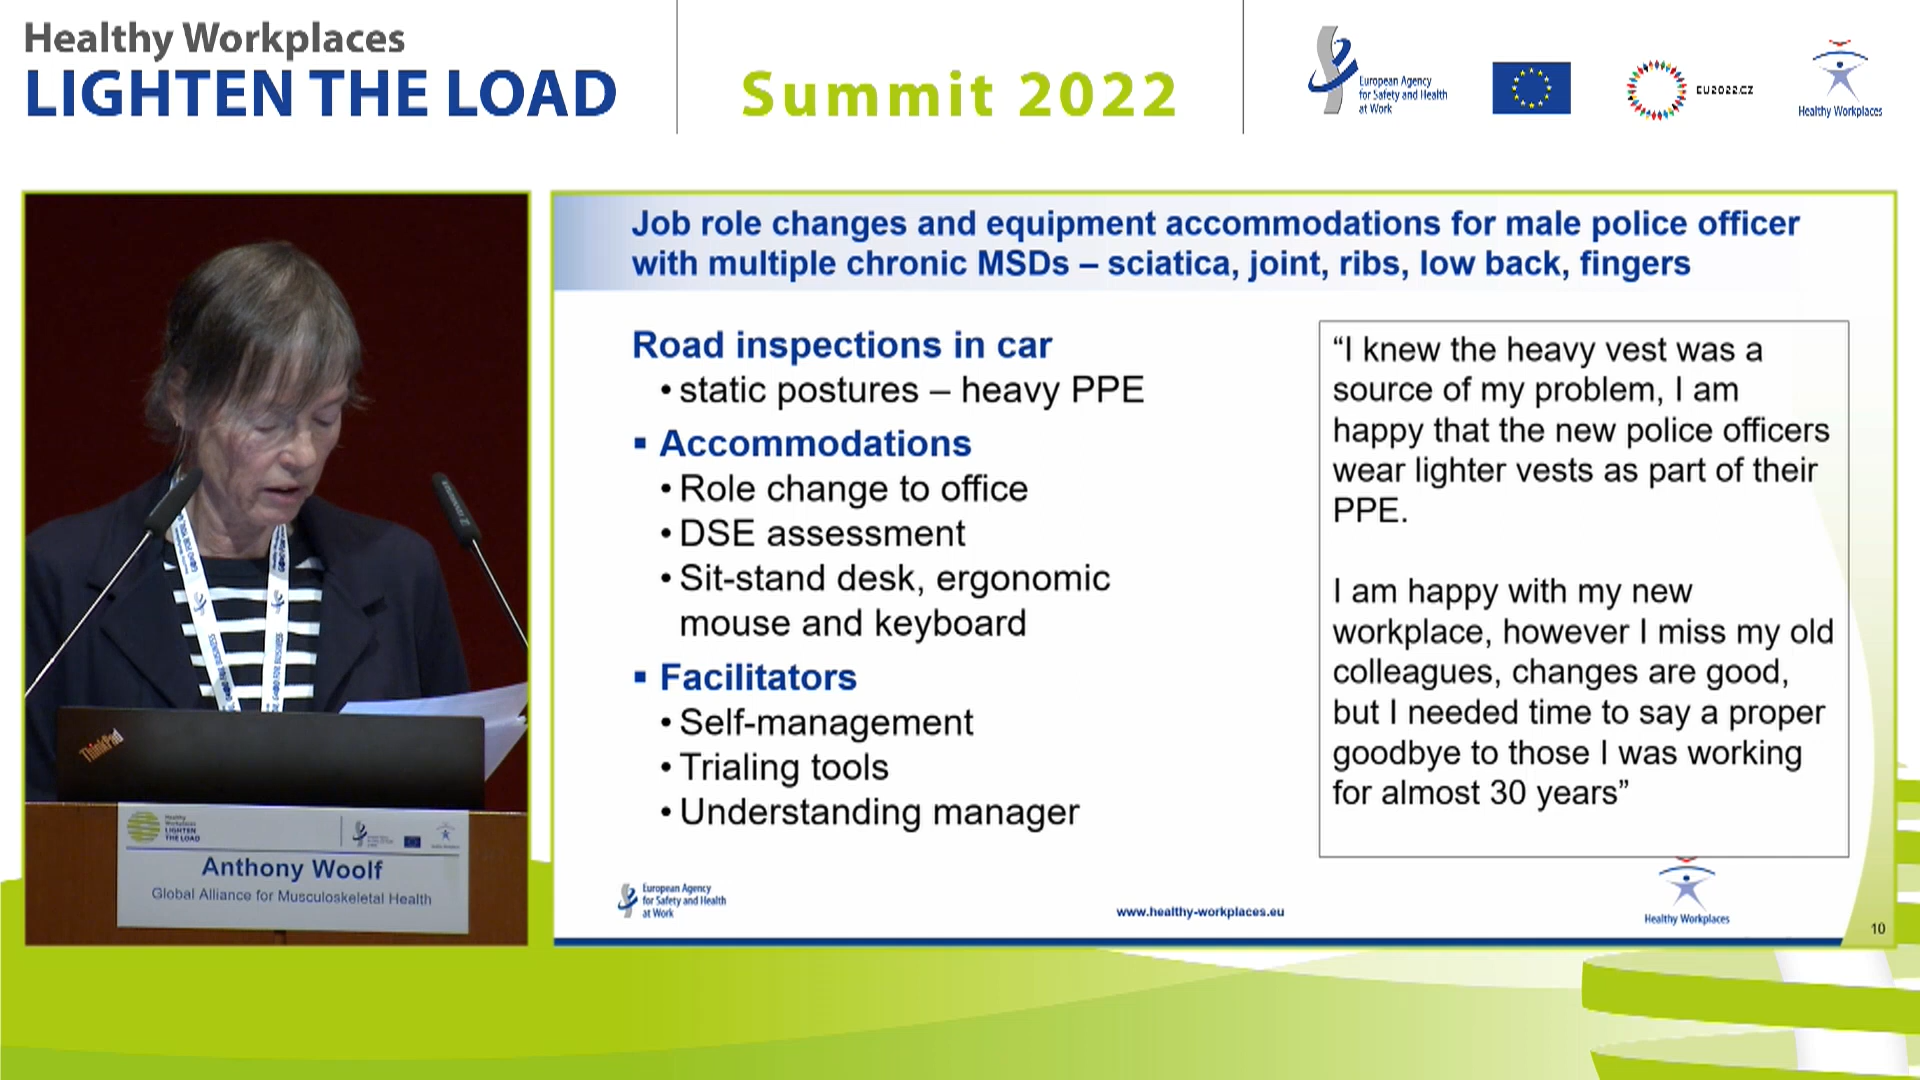 Healthy Workplaces
LIGHTEN THE LOAD
Summit 2022
European Agency
for Safety and Health
at Work
EU2022.CZ
Healthy Workplaces
Job role changes and equipment accommodations for male police officer
with multiple chronic MSDs – sciatica, joint, ribs, low back, fingers
Road inspections in car
• static postures – heavy PPE
▪ Accommodations
• Role change to office
• DSE assessment
• Sit-stand desk, ergonomic
mouse and keyboard
▪ Facilitators
• Self-management
• Trialing tools
• Understanding manager
“I knew the heavy vest was a
source of my problem, I am
happy that the new police officers
wear lighter vests as part of their
PPE.
I am happy with my new
workplace, however I miss my old
colleagues, changes are good,
but I needed time to say a proper
goodbye to those I was working
for almost 30 years”
European Agency
for Safety and Health
at Work
www.healthy-workplaces.eu
Healthy Workplaces
10
ThinkPad
Healthy
Workplaces
LIGHTEN
THE LOAD
Anthony Woolf
Global Alliance for Musculoskeletal Health